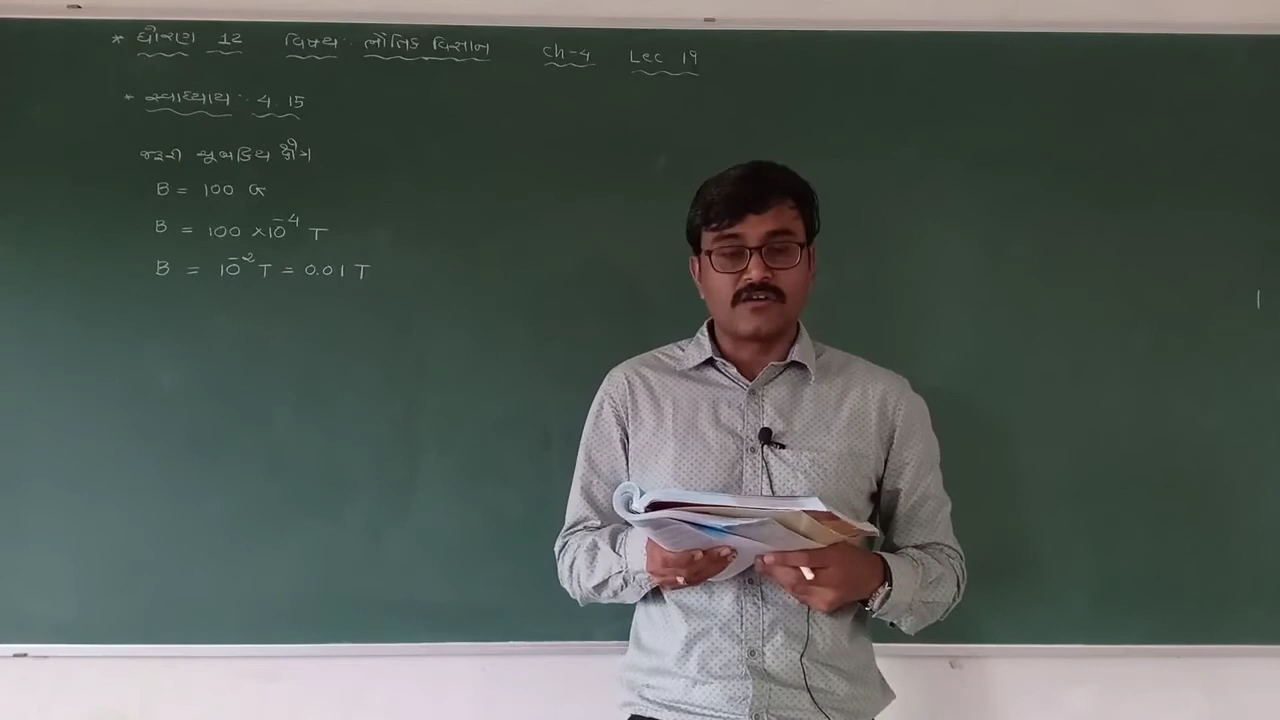 * ધોરણ 12 વિષય : ભૌતિક વિજ્ઞાન Ch-4 Lec 19
* સ્વાધ્યાય : 4.15
જરૂરી ચુંબકિય ક્ષેત્ર
B = 100 G
B = 100 × 10⁻⁴ T
B = 10⁻² T = 0.01 T